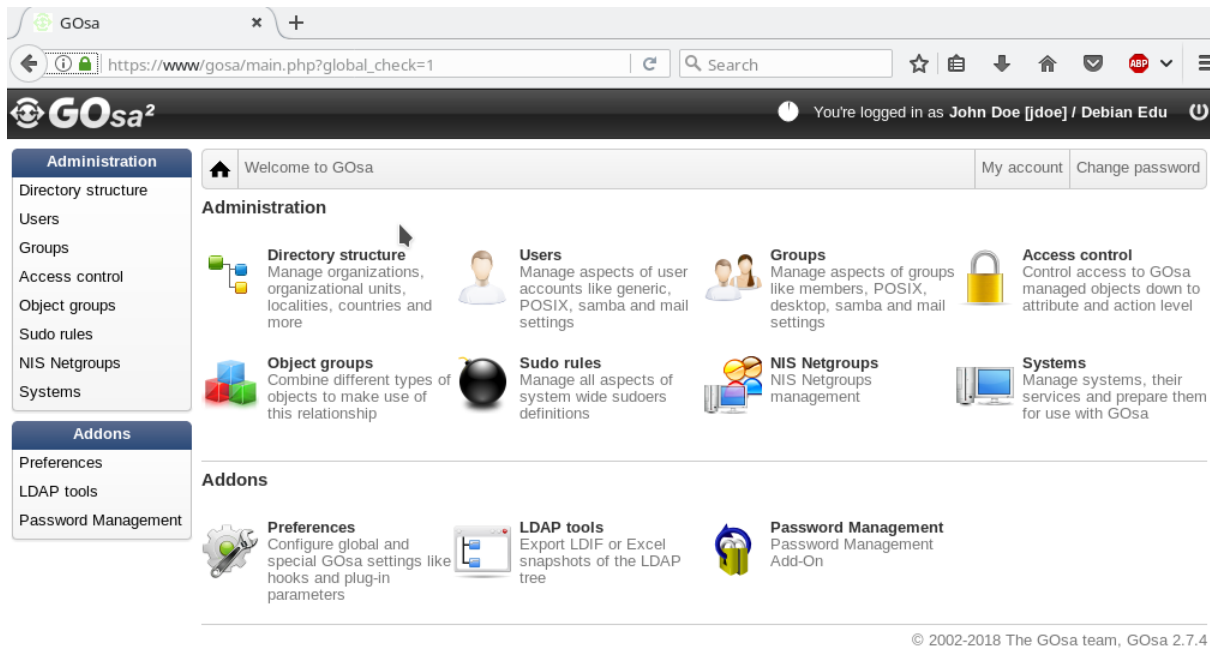 GOsa
https://www/gosa/main.php?global_check=1
Search
ABP
GOsa²
You're logged in as John Doe [jdoe] / Debian Edu
Administration
Directory structure
Users
Groups
Access control
Object groups
Sudo rules
NIS Netgroups
Systems
Addons
Preferences
LDAP tools
Password Management
Welcome to GOsa
My account
Change password
Administration
Directory structure
Manage organizations,
organizational units,
localities, countries and
more
Users
Manage aspects of user
accounts like generic,
POSIX, samba and mail
settings
Groups
Manage aspects of groups
like members, POSIX,
desktop, samba and mail
settings
Access control
Control access to GOsa
managed objects down to
attribute and action level
Object groups
Combine different types of
objects to make use of
this relationship
Sudo rules
Manage all aspects of
system wide sudoers
definitions
NIS Netgroups
NIS Netgroups
management
Systems
Manage systems, their
services and prepare them
for use with GOsa
Addons
Preferences
Configure global and
special GOsa settings like
hooks and plug-in
parameters
LDAP tools
Export LDIF or Excel
snapshots of the LDAP
tree
Password Management
Password Management
Add-On
© 2002-2018 The GOsa team, GOsa 2.7.4